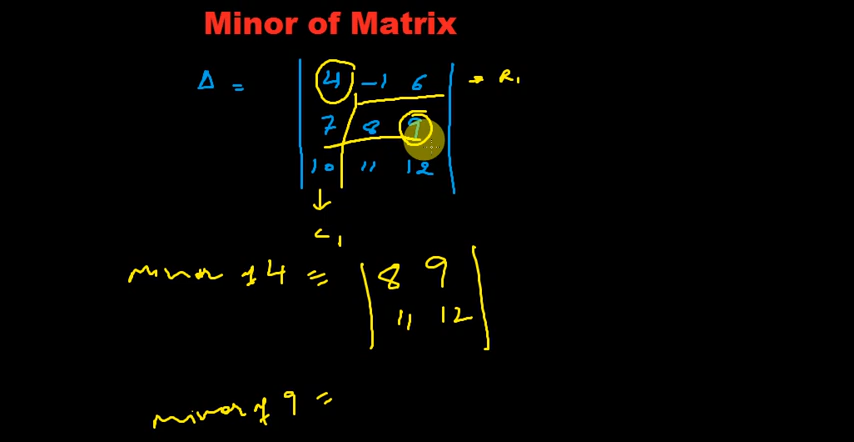 Minor of Matrix
Δ = | 4 -1 6 | → R₁
| 7 8 9 |
| 10 11 12 |
↓
C₁
minor of 4 = | 8 9 |
| 11 12 |
minor of 9 =